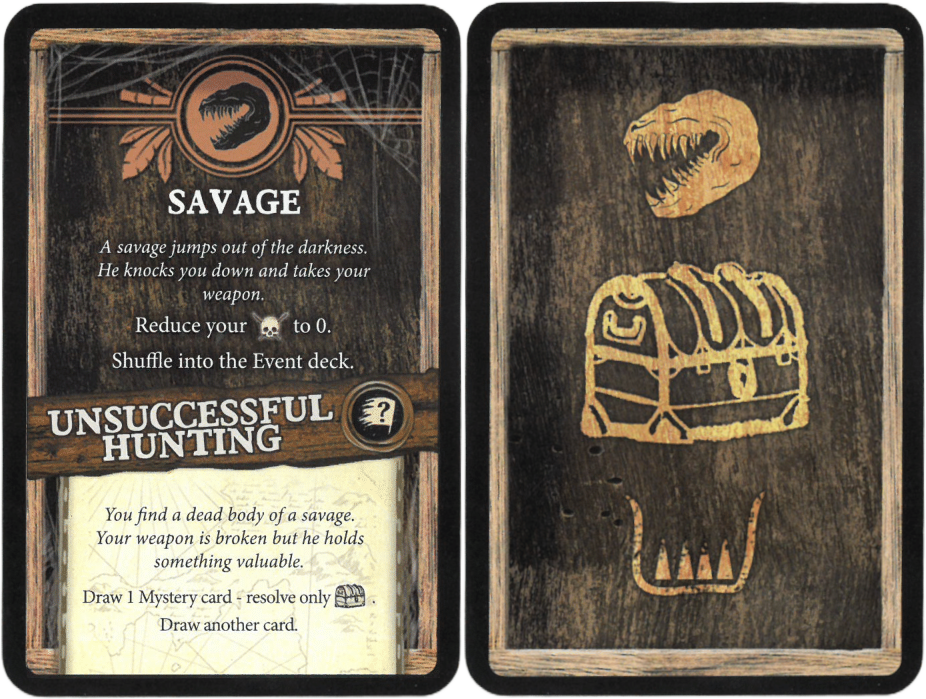 SAVAGE
A savage jumps out of the darkness.
He knocks you down and takes your
weapon.
Reduce your to 0.
Shuffle into the Event deck.
UNSUCCESSFUL
HUNTING
?
You find a dead body of a savage.
Your weapon is broken but he holds
something valuable.
Draw 1 Mystery card - resolve only .
Draw another card.